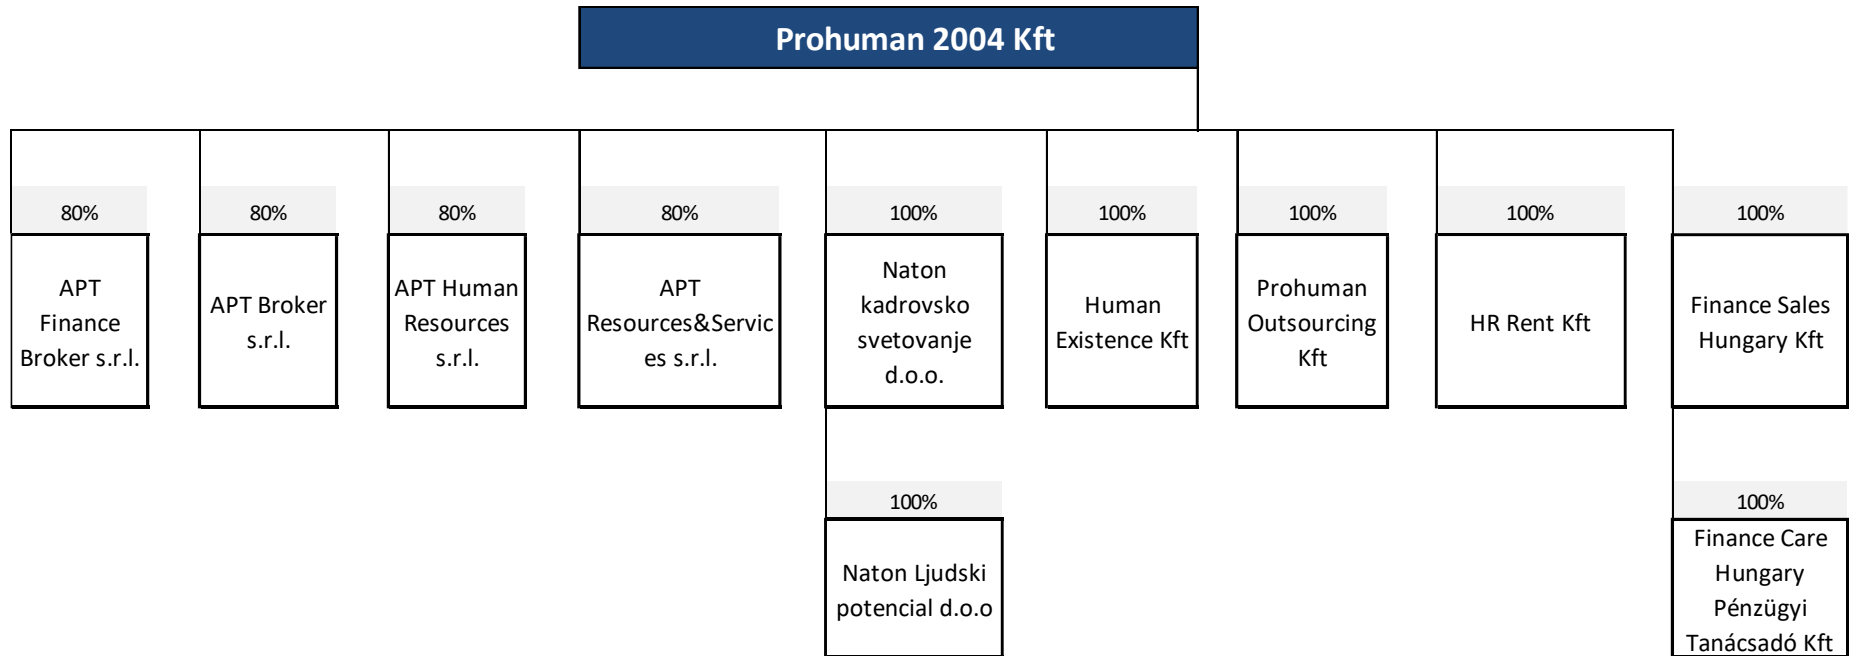 Prohuman 2004 Kft
80%
80%
80%
80%
100%
100%
100%
100%
100%
APT
Finance
Broker s.r.l.
APT Broker
s.r.l.
APT Human
Resources
s.r.l.
APT
Resources&Servic
es s.r.l.
Naton
kadrovsko
svetovanje
d.o.o.
Human
Existence Kft
Prohuman
Outsourcing
Kft
HR Rent Kft
Finance Sales
Hungary Kft
100%
100%
Naton Ljudski
potencial d.o.o
Finance Care
Hungary
Pénzügyi
Tanácsadó Kft